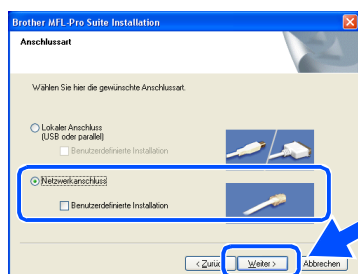 Brother MFL-Pro Suite Installation
Anschlussart
Wählen Sie hier die gewünschte Anschlussart.
Lokaler Anschluss
(USB oder parallel)
Benutzerdefinierte Installation
Netzwerkanschluss
Benutzerdefinierte Installation
< Zurück Weiter > Abbrechen